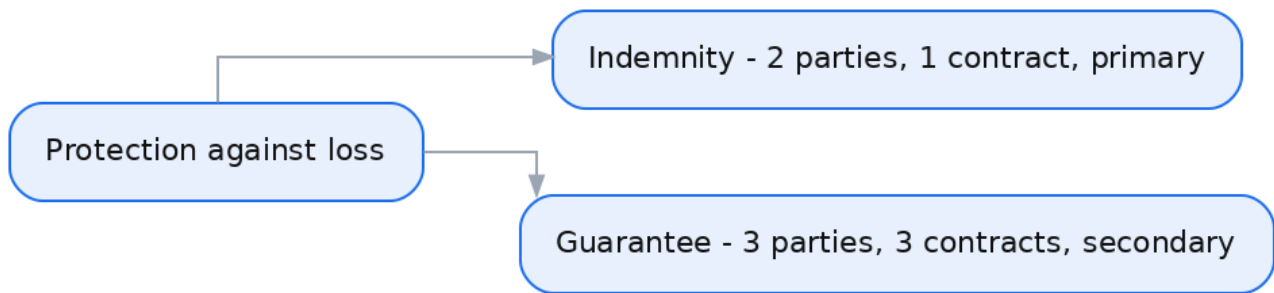 Indemnity - 2 parties, 1 contract, primary
Protection against loss
Guarantee - 3 parties, 3 contracts, secondary